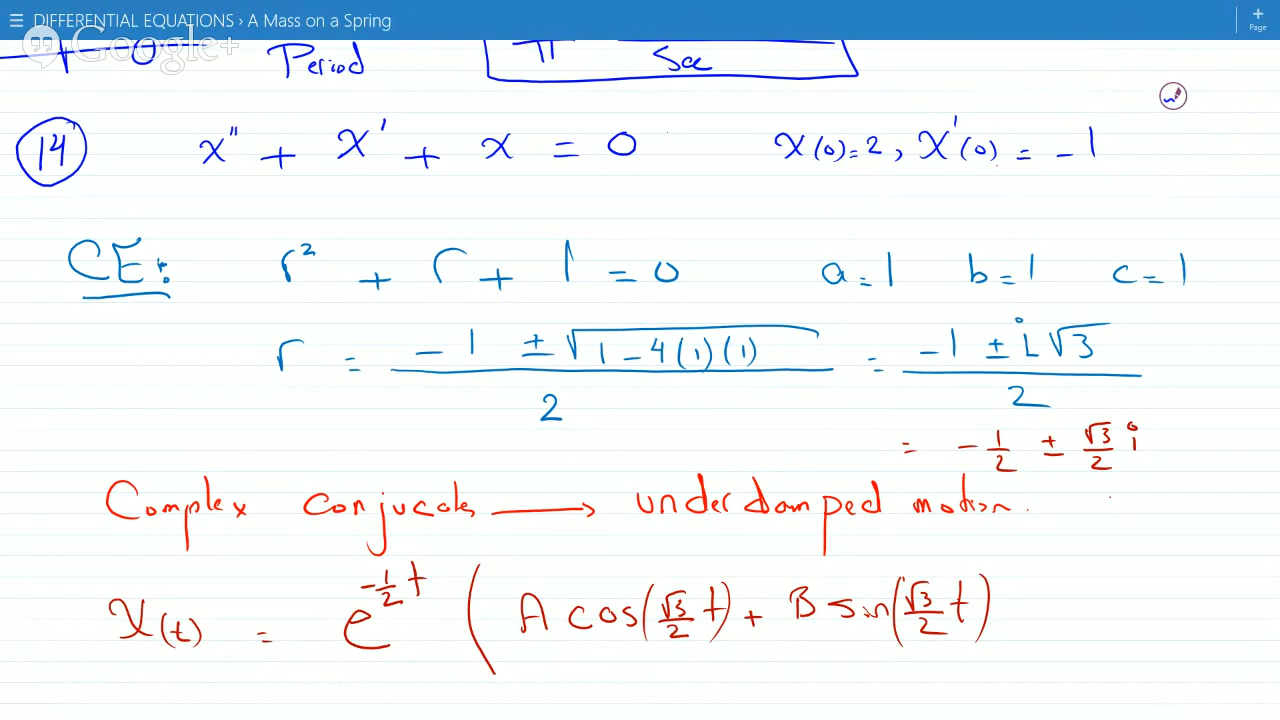 ☰ DIFFERENTIAL EQUATIONS › A Mass on a Spring
+
Page
Google+
Period π Sec
14 x'' + x' + x = 0 x(0)=2, x'(0) = -1
CE: r² + r + 1 = 0 a=1 b=1 c=1
r = (-1 ± √(1-4(1)(1)))/2 = (-1 ± i√3)/2
= -1/2 ± √3/2 i
Complex conjucates ⟶ underdamped motion.
x(t) = e^(-1/2 t) ( A cos(√3/2 t) + B sin(√3/2 t)